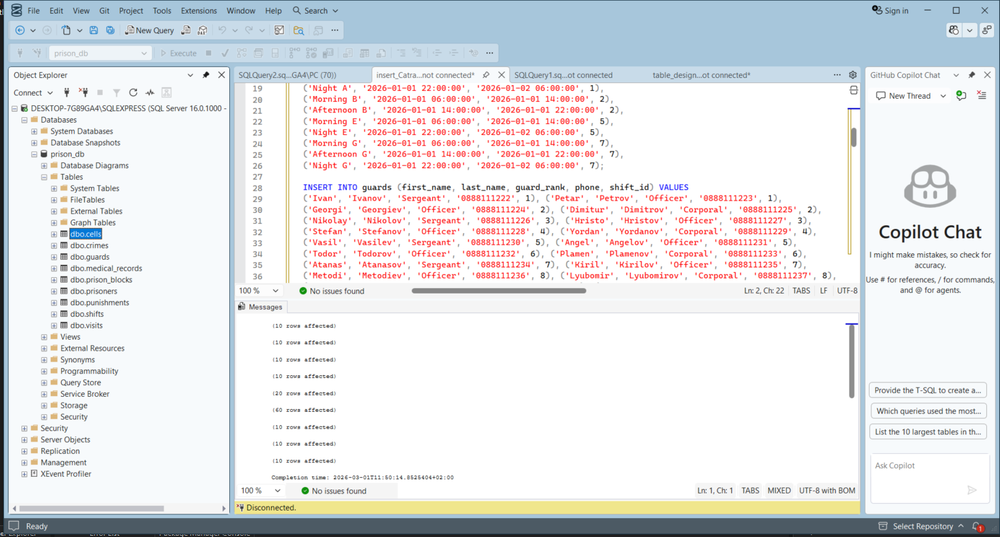 File Edit View Git Project Tools Extensions Window Help Search Sign in
New Query
prison_db Execute
Object Explorer
Connect
DESKTOP-7G89GA4\SQLEXPRESS (SQL Server 16.0.1000 -
Databases
System Databases
Database Snapshots
prison_db
Database Diagrams
Tables
System Tables
FileTables
External Tables
Graph Tables
dbo.cells
dbo.crimes
dbo.guards
dbo.medical_records
dbo.prison_blocks
dbo.prisoners
dbo.punishments
dbo.shifts
dbo.visits
Views
External Resources
Synonyms
Programmability
Query Store
Service Broker
Storage
Security
Security
Server Objects
Replication
Management
XEvent Profiler
SQLQuery2.sq...GA4\PC (70)) insert_Catra...not connected* SQLQuery1.sq...ot connected table_design...ot connected*
19 ('Night A', '2026-01-01 22:00:00', '2026-01-02 06:00:00', 1),
20 ('Morning B', '2026-01-01 06:00:00', '2026-01-01 14:00:00', 2),
21 ('Afternoon B', '2026-01-01 14:00:00', '2026-01-01 22:00:00', 2),
22 ('Morning E', '2026-01-01 06:00:00', '2026-01-01 14:00:00', 5),
23 ('Night E', '2026-01-01 22:00:00', '2026-01-02 06:00:00', 5),
24 ('Morning G', '2026-01-01 06:00:00', '2026-01-01 14:00:00', 7),
25 ('Afternoon G', '2026-01-01 14:00:00', '2026-01-01 22:00:00', 7),
26 ('Night G', '2026-01-01 22:00:00', '2026-01-02 06:00:00', 7);
27
28 INSERT INTO guards (first_name, last_name, guard_rank, phone, shift_id) VALUES
29 ('Ivan', 'Ivanov', 'Sergeant', '0888111222', 1), ('Petar', 'Petrov', 'Officer', '0888111223', 1),
30 ('Georgi', 'Georgiev', 'Officer', '0888111224', 2), ('Dimitur', 'Dimitrov', 'Corporal', '0888111225', 2),
31 ('Nikolay', 'Nikolov', 'Sergeant', '0888111226', 3), ('Hristo', 'Hristov', 'Officer', '0888111227', 3),
32 ('Stefan', 'Stefanov', 'Officer', '0888111228', 4), ('Yordan', 'Yordanov', 'Corporal', '0888111229', 4),
33 ('Vasil', 'Vasilev', 'Sergeant', '0888111230', 5), ('Angel', 'Angelov', 'Officer', '0888111231', 5),
34 ('Todor', 'Todorov', 'Officer', '0888111232', 6), ('Plamen', 'Plamenov', 'Corporal', '0888111233', 6),
35 ('Atanas', 'Atanasov', 'Sergeant', '0888111234', 7), ('Kiril', 'Kirilov', 'Officer', '0888111235', 7),
36 ('Metodi', 'Metodiev', 'Officer', '0888111236', 8), ('Lyubomir', 'Lyubomirov', 'Corporal', '0888111237', 8),
100 % No issues found Ln: 2, Ch: 22 TABS LF UTF-8
Messages
(10 rows affected)
(10 rows affected)
(10 rows affected)
(10 rows affected)
(20 rows affected)
(60 rows affected)
(10 rows affected)
(10 rows affected)
(10 rows affected)
Completion time: 2026-03-01T11:50:14.8525404+02:00
100 % No issues found Ln: 1, Ch: 1 TABS MIXED UTF-8 with BOM
Disconnected.
GitHub Copilot Chat
New Thread
Copilot Chat
I might make mistakes, so check for
accuracy.
Use # for references, / for commands,
and @ for agents.
Provide the T-SQL to create a...
Which queries used the most...
List the 10 largest tables in th...
Ask Copilot
Ready Select Repository 1